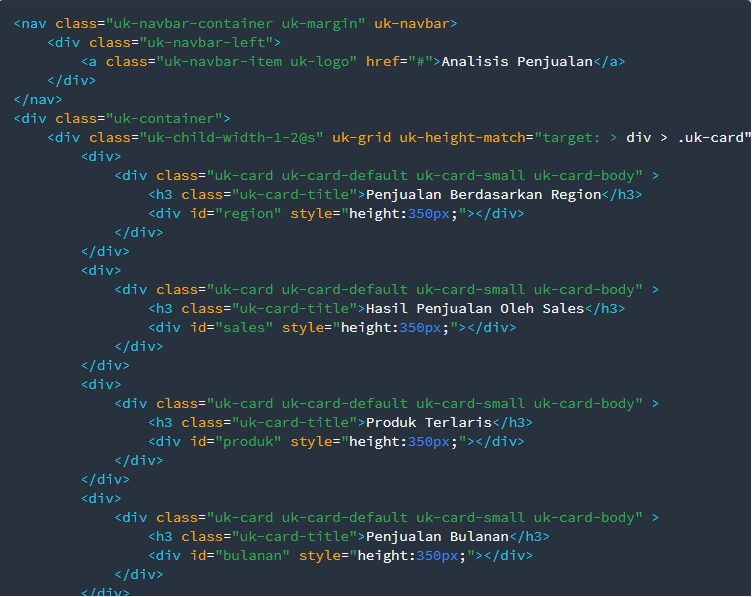 <nav class="uk-navbar-container uk-margin" uk-navbar>
<div class="uk-navbar-left">
<a class="uk-navbar-item uk-logo" href="#">Analisis Penjualan</a>
</div>
</nav>
<div class="uk-container">
<div class="uk-child-width-1-2@s" uk-grid uk-height-match="target: > div > .uk-card"
<div>
<div class="uk-card uk-card-default uk-card-small uk-card-body" >
<h3 class="uk-card-title">Penjualan Berdasarkan Region</h3>
<div id="region" style="height:350px;"></div>
</div>
</div>
<div>
<div class="uk-card uk-card-default uk-card-small uk-card-body" >
<h3 class="uk-card-title">Hasil Penjualan Oleh Sales</h3>
<div id="sales" style="height:350px;"></div>
</div>
</div>
<div>
<div class="uk-card uk-card-default uk-card-small uk-card-body" >
<h3 class="uk-card-title">Produk Terlaris</h3>
<div id="produk" style="height:350px;"></div>
</div>
</div>
<div>
<div class="uk-card uk-card-default uk-card-small uk-card-body" >
<h3 class="uk-card-title">Penjualan Bulanan</h3>
<div id="bulanan" style="height:350px;"></div>
</div>
</div>